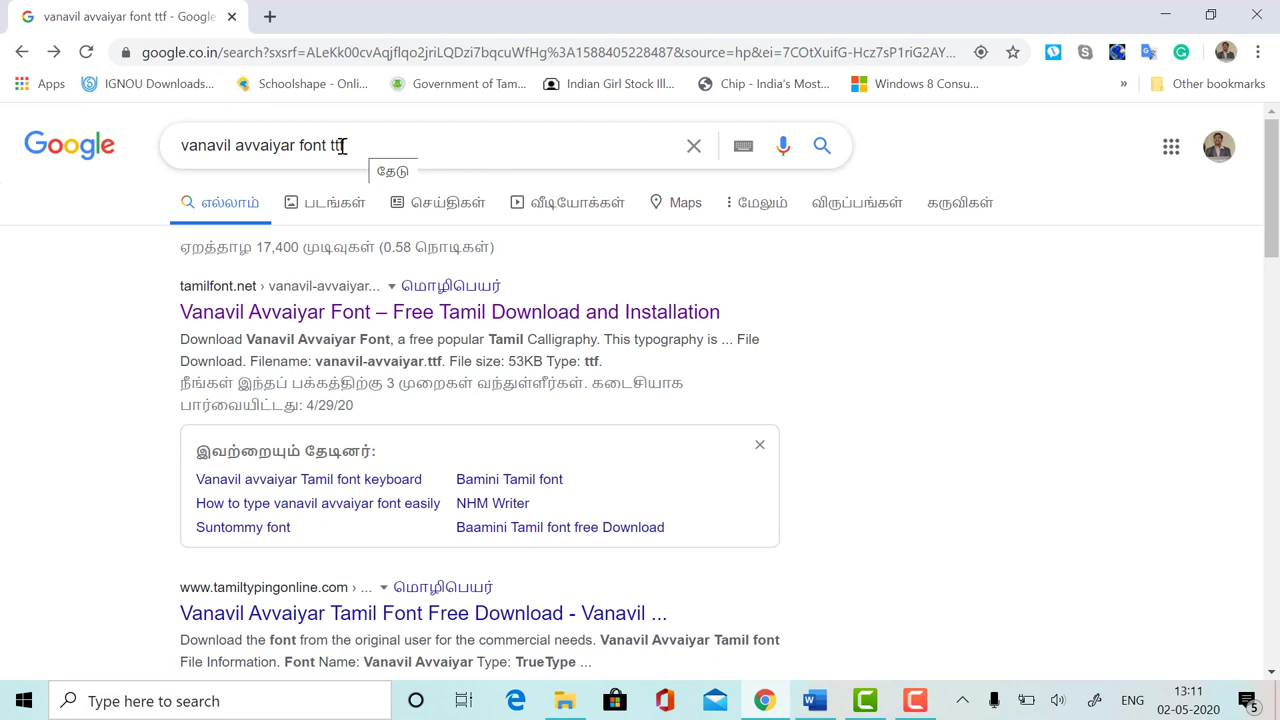 vanavil avvaiyar font ttf - Google
google.co.in/search?sxsrf=ALeKk00cvAqjflqo2jriLQDzi7bqcuWfHg%3A1588405228487&source=hp&ei=7COtXuifG-Hcz7sP1riG2AY...
Apps
IGNOU Downloads...
Schoolshape - Onli...
Government of Tam...
Indian Girl Stock Ill...
Chip - India's Most...
Windows 8 Consu...
»
Other bookmarks
Google
vanavil avvaiyar font ttf
தேடு
எல்லாம்
படங்கள்
செய்திகள்
வீடியோக்கள்
Maps
மேலும்
விருப்பங்கள்
கருவிகள்
ஏறத்தாழ 17,400 முடிவுகள் (0.58 நொடிகள்)
tamilfont.net › vanavil-avvaiyar... மொழிபெயர்
Vanavil Avvaiyar Font – Free Tamil Download and Installation
Download Vanavil Avvaiyar Font, a free popular Tamil Calligraphy. This typography is ... File
Download. Filename: vanavil-avvaiyar.ttf. File size: 53KB Type: ttf.
நீங்கள் இந்தப் பக்கத்திற்கு 3 முறைகள் வந்துள்ளீர்கள். கடைசியாக
பார்வையிட்டது: 4/29/20
இவற்றையும் தேடினர்:
Vanavil avvaiyar Tamil font keyboard
Bamini Tamil font
How to type vanavil avvaiyar font easily
NHM Writer
Suntommy font
Baamini Tamil font free Download
www.tamiltypingonline.com › ... மொழிபெயர்
Vanavil Avvaiyar Tamil Font Free Download - Vanavil ...
Download the font from the original user for the commercial needs. Vanavil Avvaiyar Tamil font
File Information. Font Name: Vanavil Avvaiyar Type: TrueType ...
Type here to search
ENG
13:11
02-05-2020
5